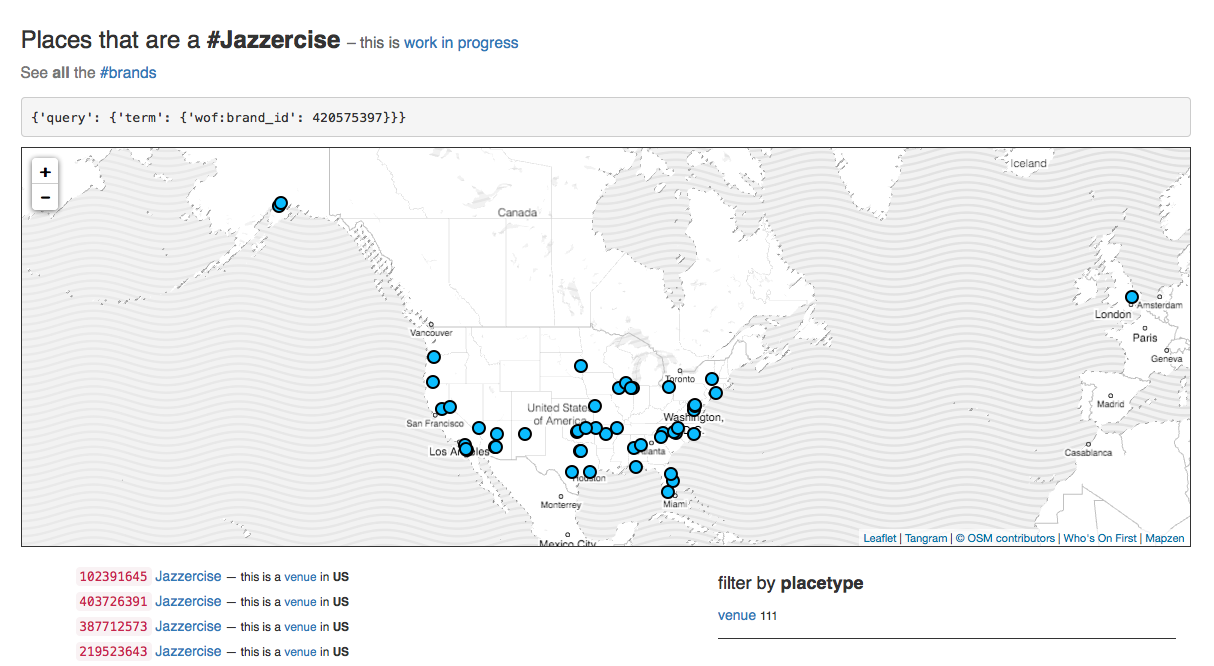 Places that are a #Jazzercise – this is work in progress
See all the #brands
{'query': {'term': {'wof:brand_id': 420575397}}}
+
−
Iceland
Canada
Amsterdam
London
Vancouver
Paris
Geneva
Toronto
Madrid
United States
of America
Washington,
San Francisco
Los Angeles
Casablanca
Houston
Monterrey
Miami
Mexico City
Leaflet | Tangram | © OSM contributors | Who's On First | Mapzen
102391645 Jazzercise — this is a venue in US
403726391 Jazzercise — this is a venue in US
387712573 Jazzercise — this is a venue in US
219523643 Jazzercise — this is a venue in US
filter by placetype
venue 111